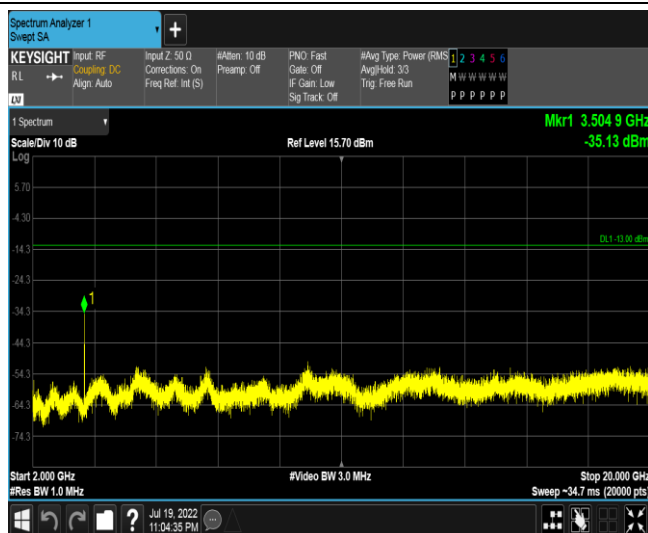 Spectrum Analyzer 1
Swept SA
+
KEYSIGHT
RL
Input: RF
Coupling: DC
Align: Auto
Input Z: 50 Ω
Corrections: On
Freq Ref: Int (S)
#Atten: 10 dB
Preamp: Off
PNO: Fast
Gate: Off
IF Gain: Low
Sig Track: Off
#Avg Type: Power (RMS
Avg|Hold: 3/3
Trig: Free Run
1 2 3 4 5 6
M W W W W W
P P P P P P
LXI
1 Spectrum
Mkr1 3.504 9 GHz
Scale/Div 10 dB
Ref Level 15.70 dBm
-35.13 dBm
Log
5.70
-4.30
DL1 -13.00 dBm
-14.3
-24.3
1
-34.3
-44.3
-54.3
-64.3
-74.3
Start 2.000 GHz
#Video BW 3.0 MHz
Stop 20.000 GHz
#Res BW 1.0 MHz
Sweep ~34.7 ms (20000 pts)
?
Jul 19, 2022
11:04:35 PM